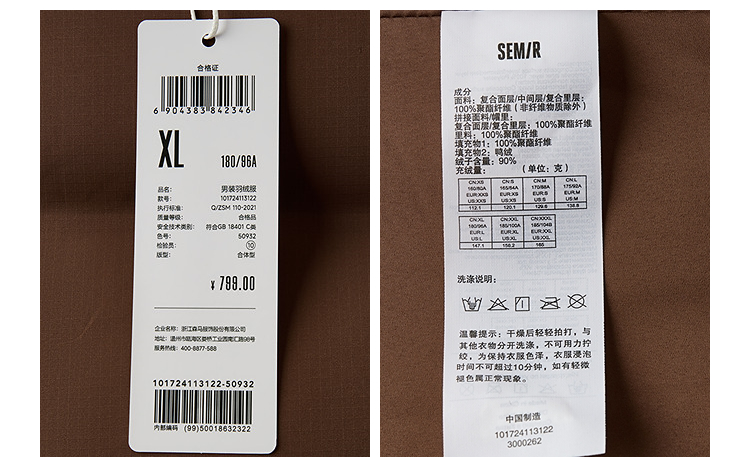 合格证
6 904383 842346
XL
180/96A
品名: 男装羽绒服
款号: 101724113122
执行标准: Q/ZSM 110-2021
质量等级: 合格品
安全技术类别: 符合GB 18401 C类
色号: 50932
检验员: 10
版型: 合体型
¥ 799.00
企业名称: 浙江森马服饰股份有限公司
地址: 温州市瓯海区娄桥工业园南汇路98号
服务热线: 400-8877-588
101724113122-50932
内部编码 (99)50018632322
SEM/R
成分
面料: 复合面层/中间层/复合里层:
100%聚酯纤维（非纤维物质除外）
拼接面料/帽里:
复合面层/复合里层: 100%聚酯纤维
里料: 100%聚酯纤维
填充物1: 100%聚酯纤维
填充物2: 鸭绒
绒子含量: 90%
充绒量: （单位: 克）
CN:XS CN:S CN:M CN:L
160/80A 165/84A 170/88A 175/92A
EUR:XS EUR:S EUR:M
US:XXS US:XS US:S US:M
112.1 120.1 129.6 138.8
CN:XL CN:XXL CN:XXXL
180/96A 185/100A 185/104B
EUR:L EUR:XL EUR:XXL
US:L US:XL US:XXL
147.1 156.2 165
洗涤说明:
温馨提示: 干燥后轻轻拍打, 与
其他衣物分开洗涤, 不可用力拧
绞, 为保持衣服色泽, 衣服浸泡
时间不可超过10分钟, 如有轻微
褪色属正常现象。
中国制造
101724113122
3000262